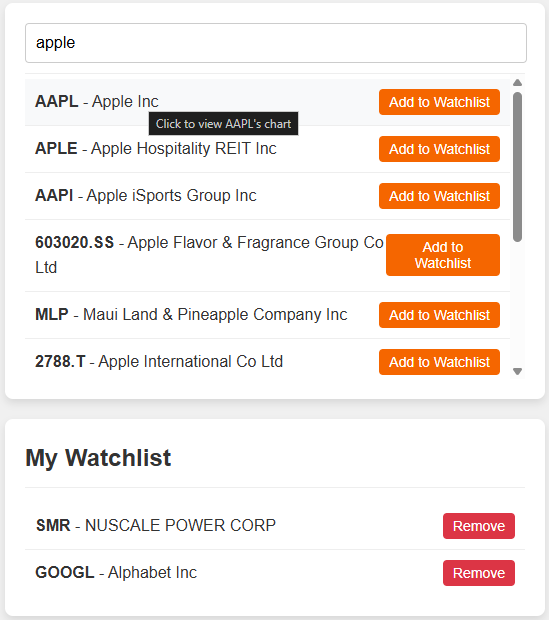 apple
AAPL - Apple Inc Add to Watchlist
Click to view AAPL's chart
APLE - Apple Hospitality REIT Inc Add to Watchlist
AAPI - Apple iSports Group Inc Add to Watchlist
603020.SS - Apple Flavor & Fragrance Group Co
Ltd
Add to
Watchlist
MLP - Maui Land & Pineapple Company Inc Add to Watchlist
2788.T - Apple International Co Ltd Add to Watchlist
My Watchlist
SMR - NUSCALE POWER CORP Remove
GOOGL - Alphabet Inc Remove